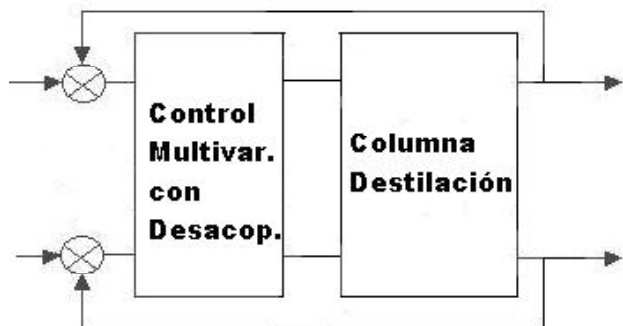 Control
Multivar.
con
Desacop.
Columna
Destilación